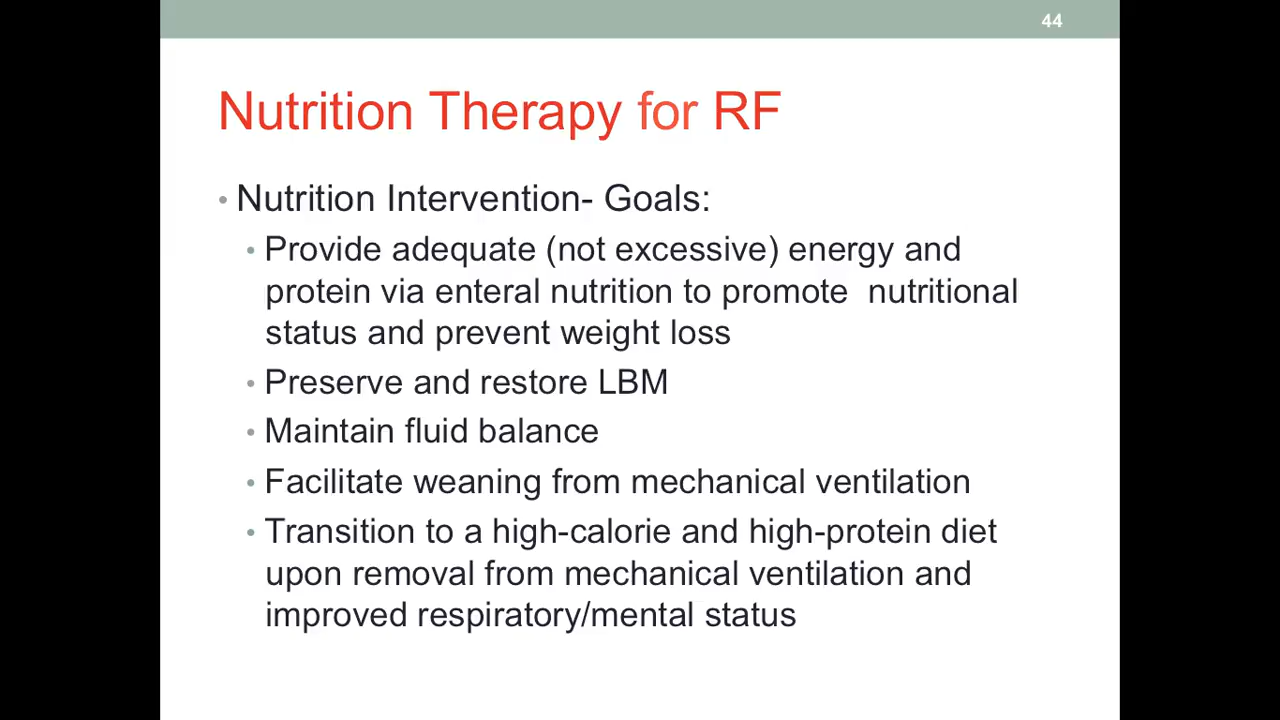 44
Nutrition Therapy for RF
• Nutrition Intervention- Goals:
• Provide adequate (not excessive) energy and
protein via enteral nutrition to promote  nutritional
status and prevent weight loss
• Preserve and restore LBM
• Maintain fluid balance
• Facilitate weaning from mechanical ventilation
• Transition to a high-calorie and high-protein diet
upon removal from mechanical ventilation and
improved respiratory/mental status